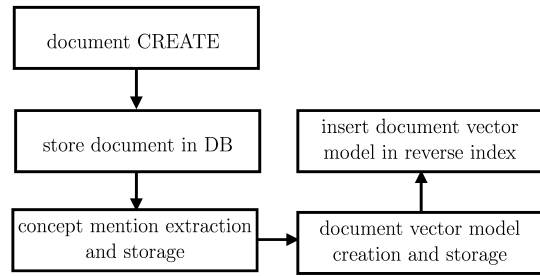 document CREATE
store document in DB
concept mention extraction
and storage
document vector model
creation and storage
insert document vector
model in reverse index